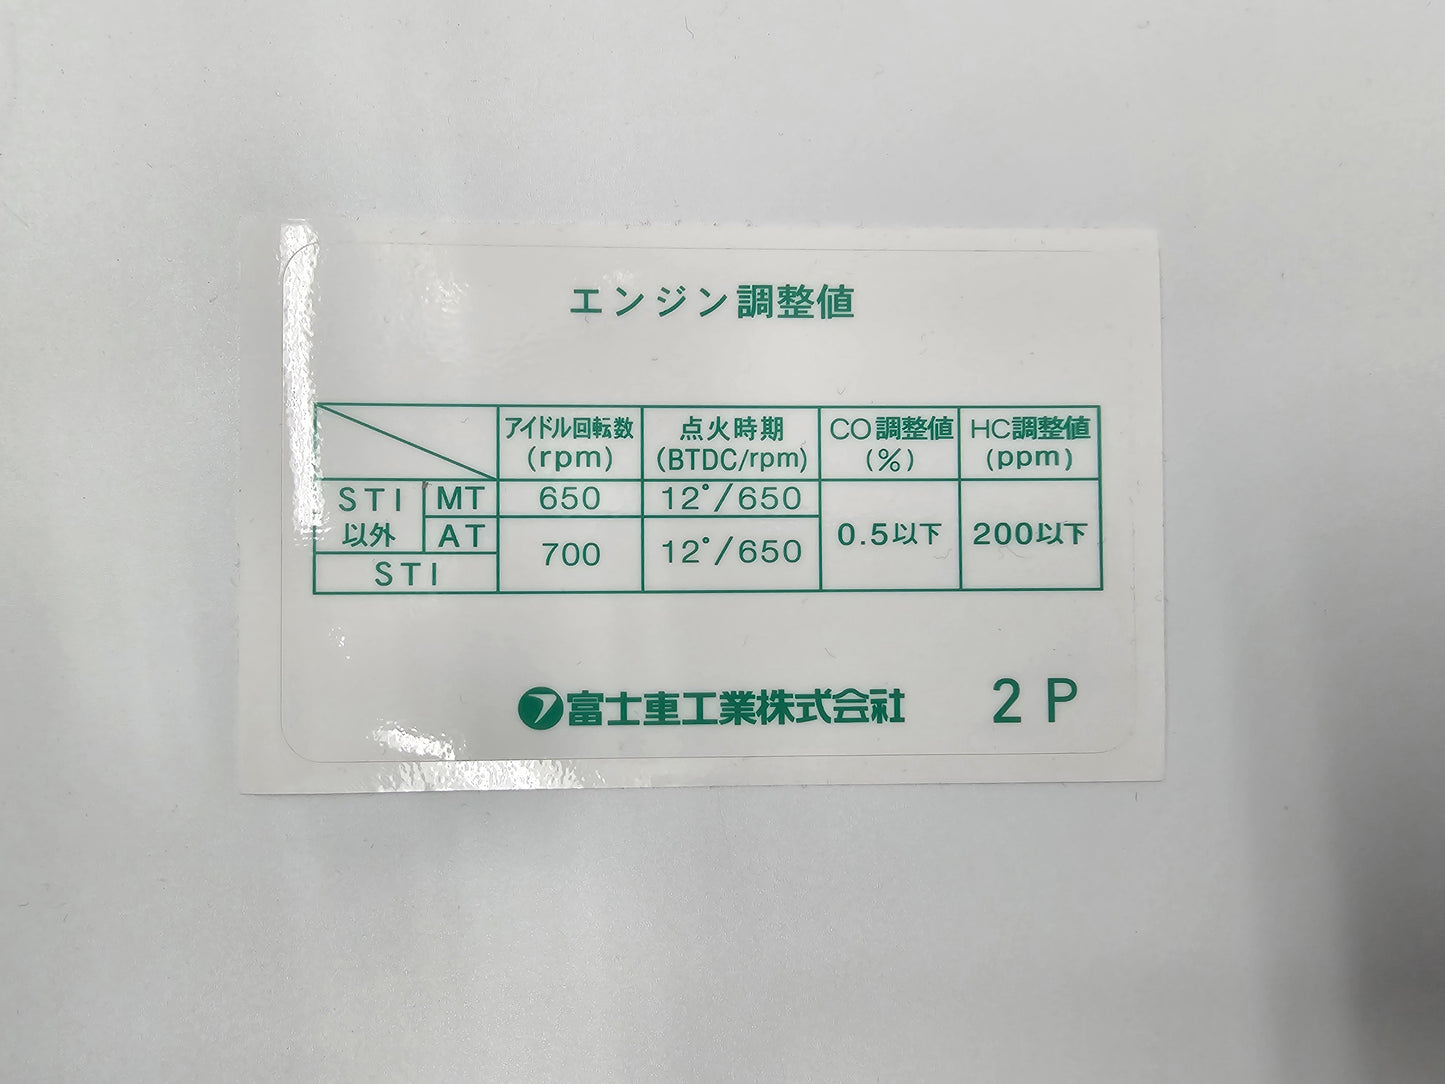 エンジン調整値
アイドル回転数 点火時期 CO調整値 HC調整値
(rpm) (BTDC/rpm) (%) (ppm)
STI MT 650 12°/650
以外 AT 700 12°/650 0.5以下 200以下
STI
富士重工業株式会社 2P